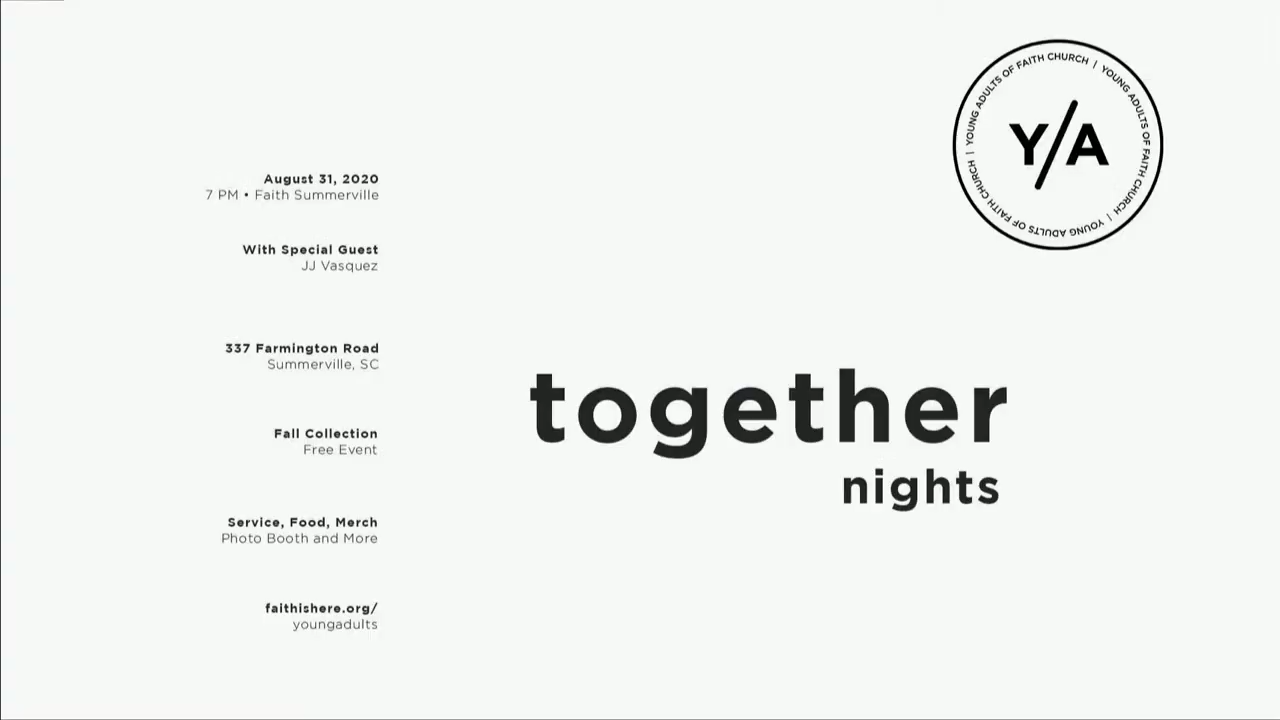 YOUNG ADULTS OF FAITH CHURCH | YOUNG ADULTS OF FAITH CHURCH | YOUNG ADULTS OF FAITH CHURCH |
Y/A
August 31, 2020
7 PM • Faith Summerville
With Special Guest
JJ Vasquez
337 Farmington Road
Summerville, SC
Fall Collection
Free Event
Service, Food, Merch
Photo Booth and More
faithishere.org/
youngadults
together
nights